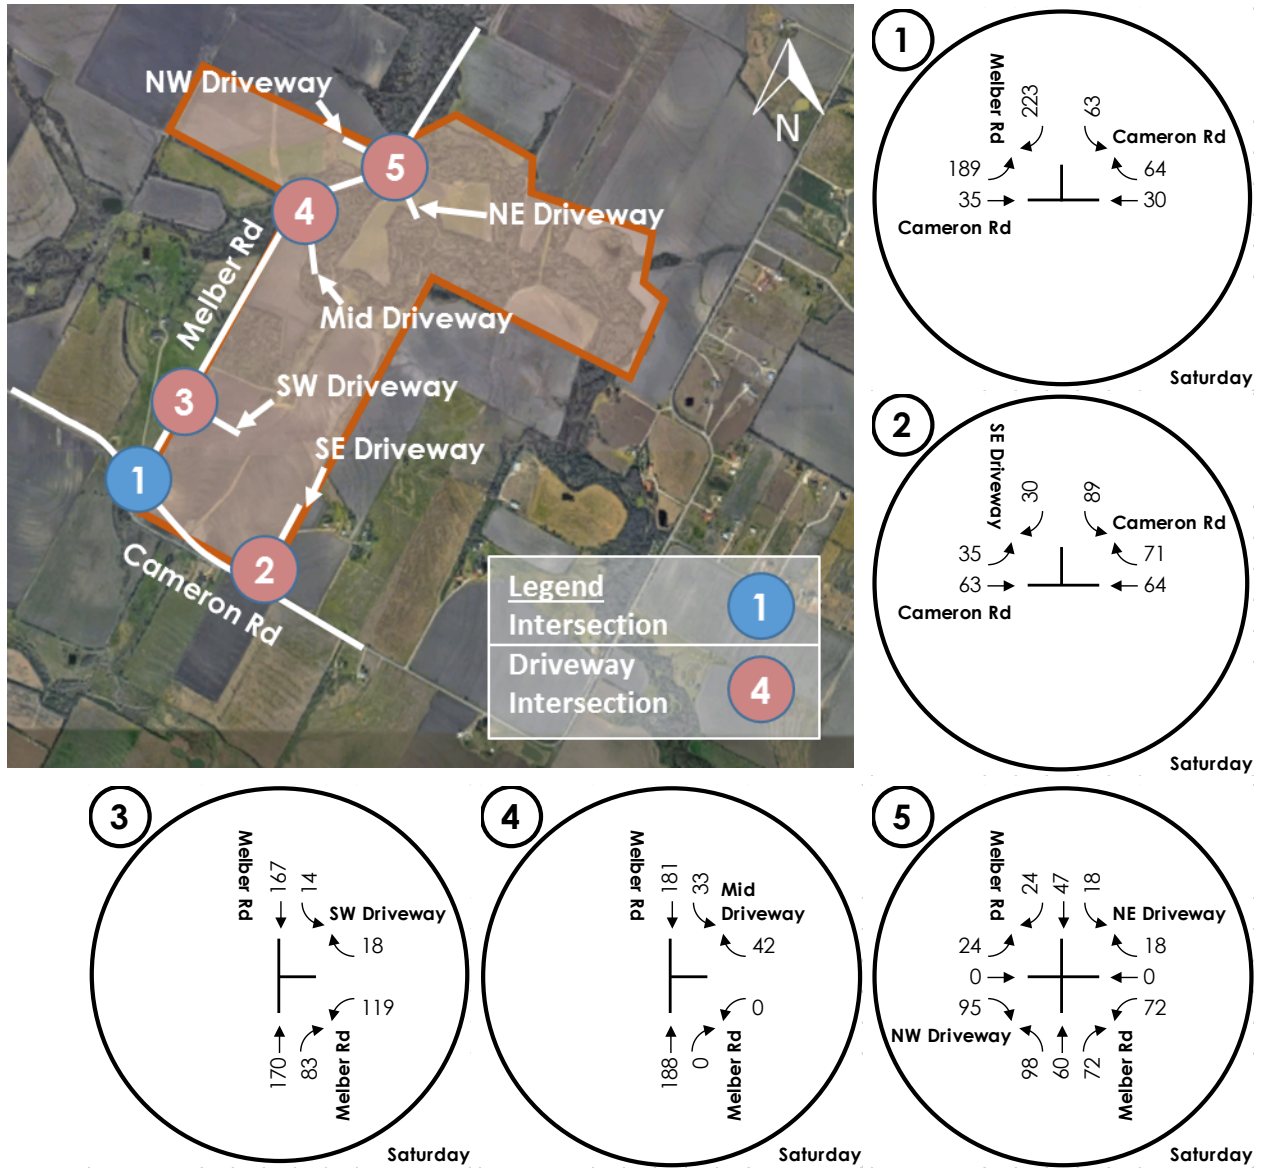 NW Driveway
5
N
4
NE Driveway
Melber Rd
Mid Driveway
3
SW Driveway
SE Driveway
1
2
Cameron Rd
Legend
Intersection
1
Driveway
Intersection
4
1
Melber Rd
223
63
Cameron Rd
189
64
35
30
Cameron Rd
Saturday
2
SE Driveway
30
89
Cameron Rd
35
71
63
64
Cameron Rd
Saturday
3
Melber Rd
167
14
SW Driveway
18
119
170
83
Melber Rd
Saturday
4
Melber Rd
181
33
Mid
Driveway
42
0
188
0
Melber Rd
Saturday
5
Melber Rd
24
47
18
NE Driveway
24
18
0
0
95
72
NW Driveway
98
60
72
Melber Rd
Saturday